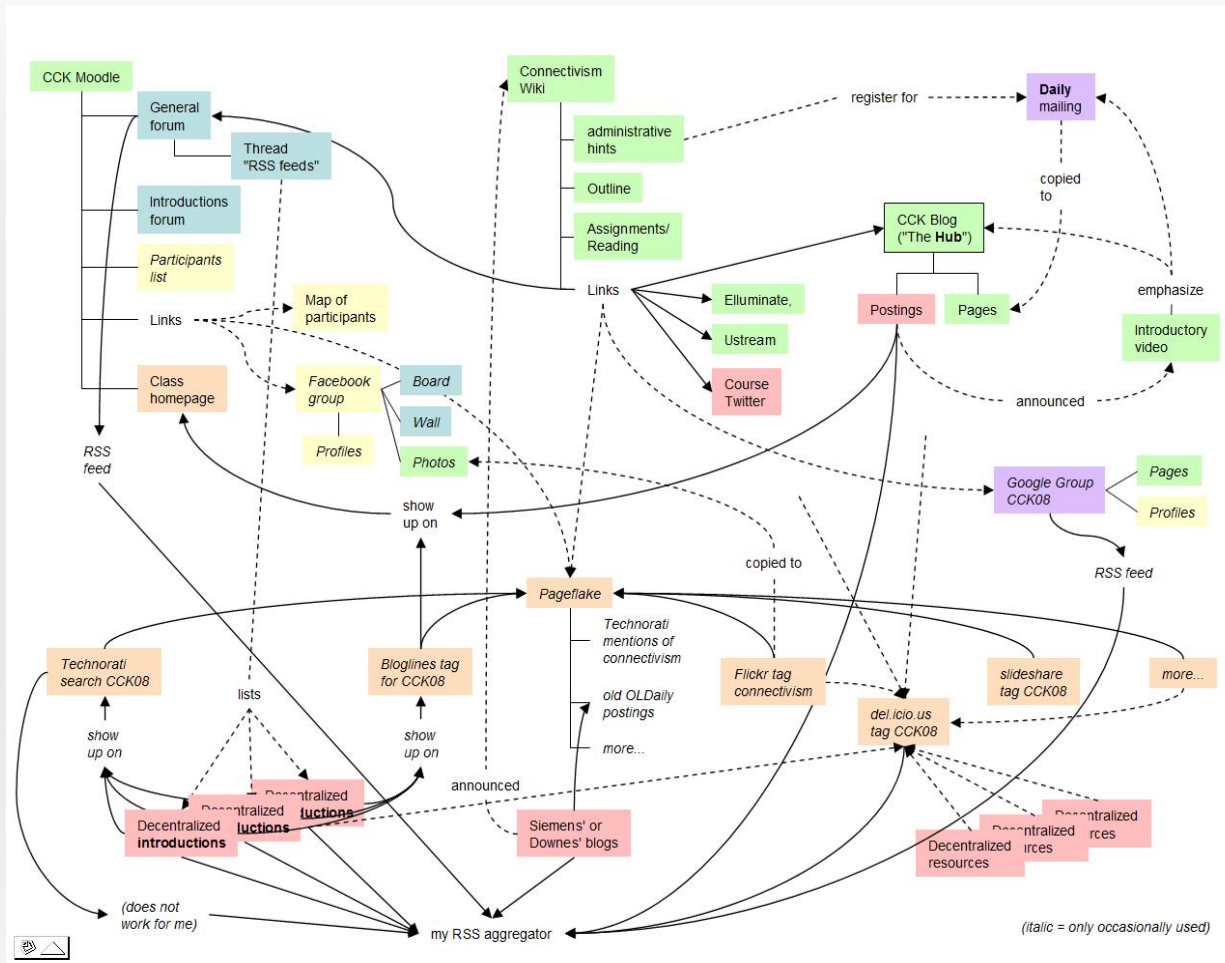 CCK Moodle
General
forum
Thread
"RSS feeds"
Introductions
forum
Participants
list
Links
Map of
participants
Class
homepage
Facebook
group
Profiles
Board
Wall
Photos
RSS
feed
Connectivism
Wiki
administrative
hints
Outline
Assignments/
Reading
Links
Elluminate,
Ustream
Course
Twitter
register for
Daily
mailing
copied
to
CCK Blog
("The Hub")
Postings
Pages
emphasize
Introductory
video
announced
Google Group
CCK08
Pages
Profiles
RSS feed
show
up on
copied to
Pageflake
Technorati
mentions of
connectivism
old OLDaily
postings
more...
Technorati
search CCK08
show
up on
lists
Bloglines tag
for CCK08
show
up on
announced
Flickr tag
connectivism
del.icio.us
tag CCK08
slideshare
tag CCK08
more...
Decentralized
introductions
Siemens' or
Downes' blogs
Decentralized
resources
(does not
work for me)
my RSS aggregator
(italic = only occasionally used)